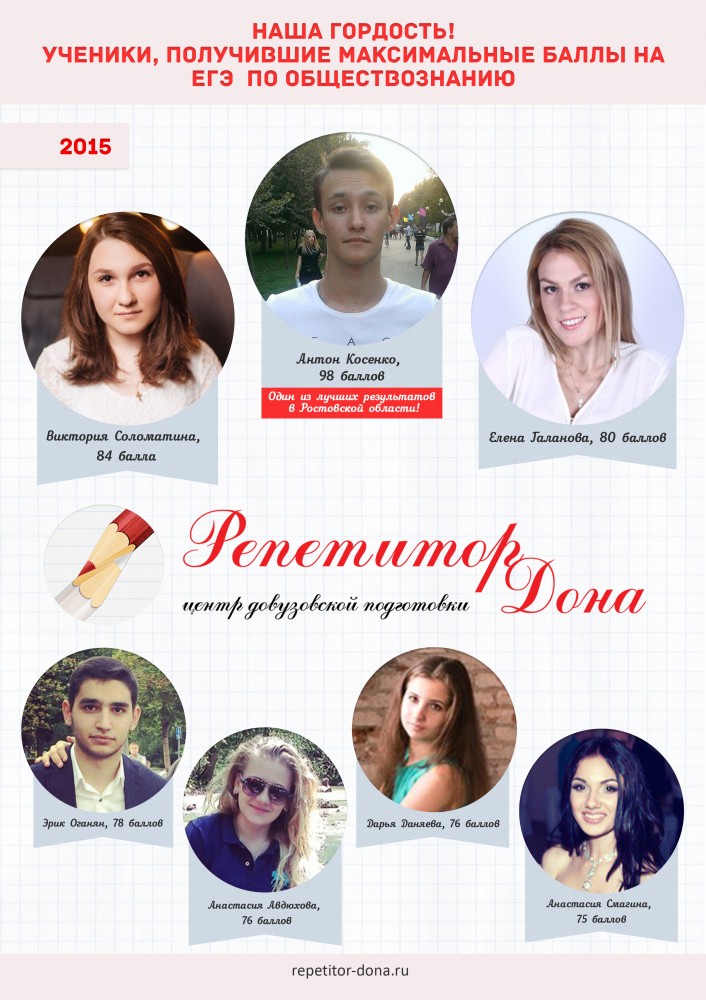 НАША ГОРДОСТЬ!
УЧЕНИКИ, ПОЛУЧИВШИЕ МАКСИМАЛЬНЫЕ БАЛЛЫ НА
ЕГЭ ПО ОБЩЕСТВОЗНАНИЮ
2015
Антон Косенко,
98 баллов
Один из лучших результатов
в Ростовской области!
Виктория Соломатина,
84 балла
Елена Галанова, 80 баллов
Репетитор
Дона
центр довузовской подготовки
Эрик Оганян, 78 баллов
Дарья Даняева, 76 баллов
Анастасия Авдюхова,
76 баллов
Анастасия Смагина,
75 баллов
repetitor-dona.ru